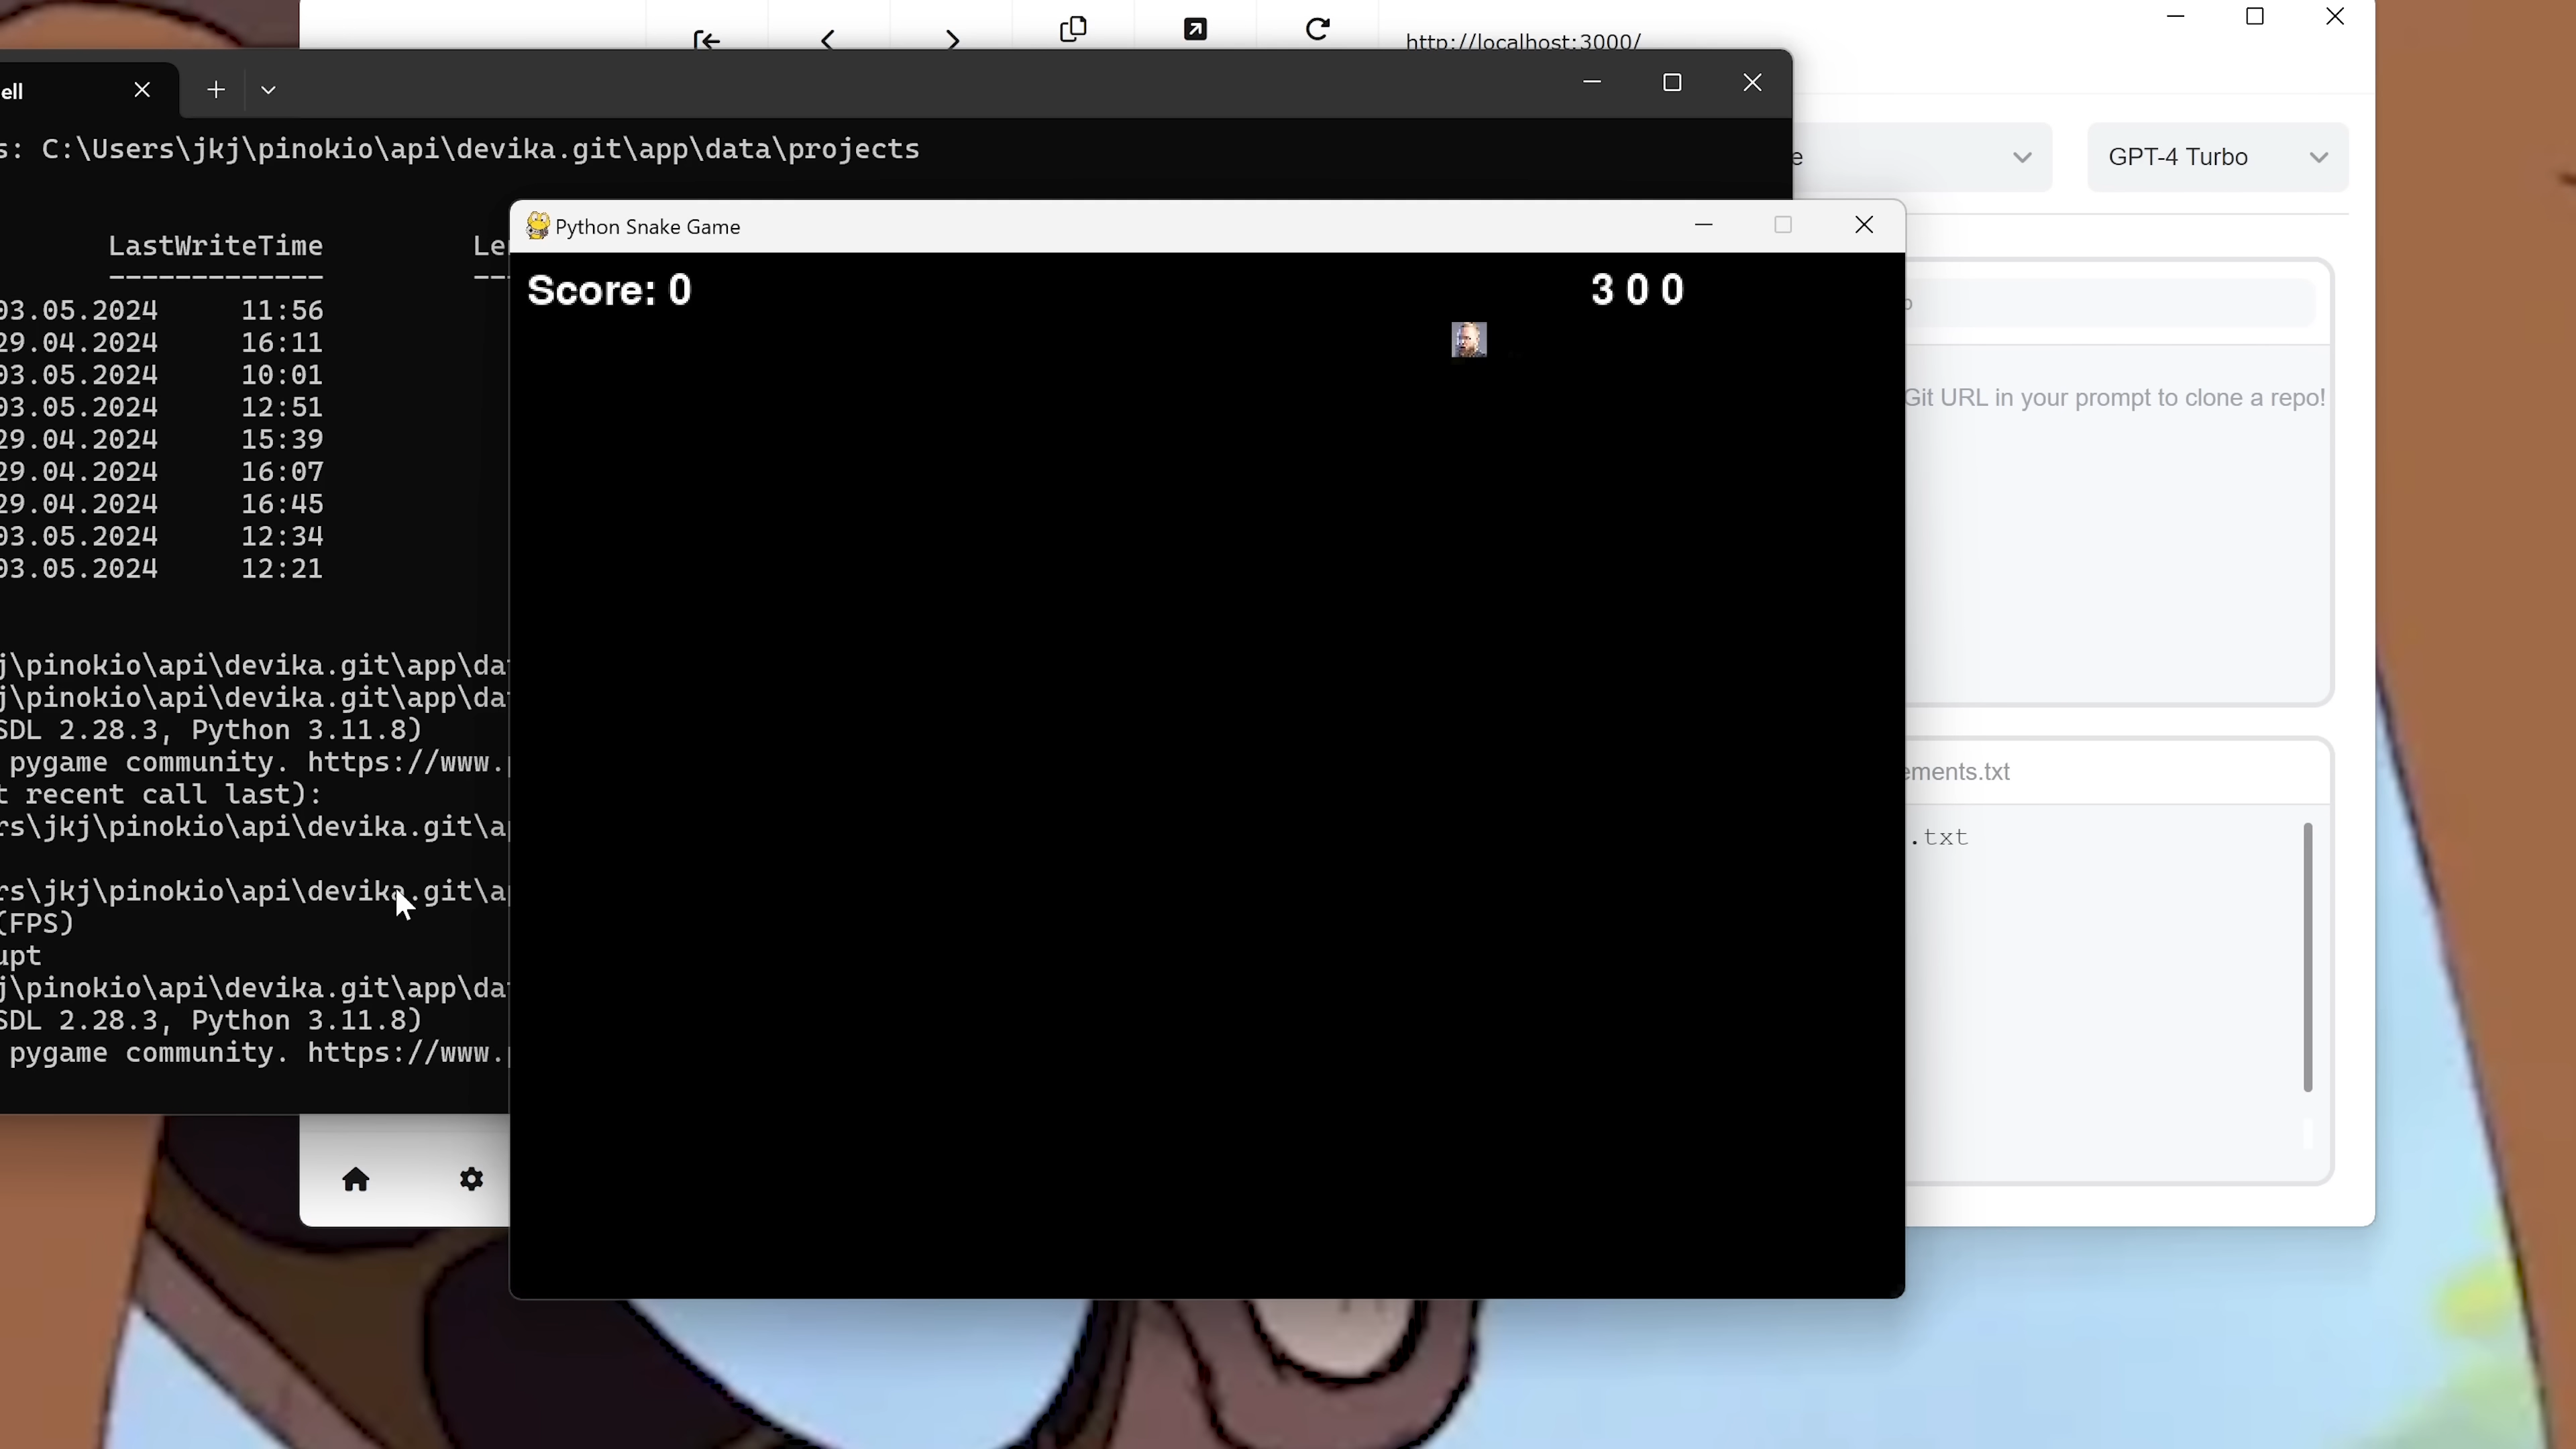 http://localhost:3000/
ell
s: C:\Users\jkj\pinokio\api\devika.git\app\data\projects
e
GPT-4 Turbo
Python Snake Game
LastWriteTime Le
------------- --
Score: 0
3 0 0
03.05.2024 11:56
29.04.2024 16:11
03.05.2024 10:01
03.05.2024 12:51
29.04.2024 15:39
29.04.2024 16:07
29.04.2024 16:45
03.05.2024 12:34
03.05.2024 12:21
Git URL in your prompt to clone a repo!
j\pinokio\api\devika.git\app\da
j\pinokio\api\devika.git\app\da
SDL 2.28.3, Python 3.11.8)
pygame community. https://www.
t recent call last):
rs\jkj\pinokio\api\devika.git\a
rs\jkj\pinokio\api\devika.git\a
(FPS)
upt
j\pinokio\api\devika.git\app\da
SDL 2.28.3, Python 3.11.8)
pygame community. https://www.
ements.txt
.txt